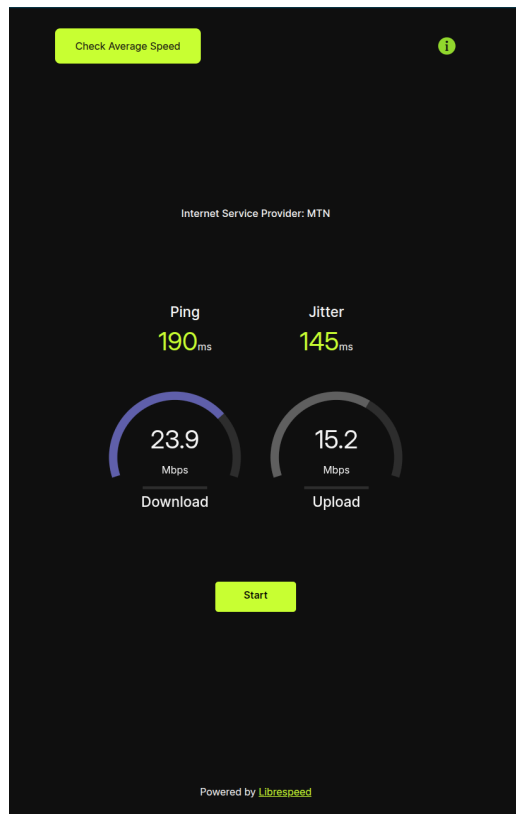 Check Average Speed
Internet Service Provider: MTN
Ping Jitter
190ms 145ms
23.9 15.2
Mbps Mbps
Download Upload
Start
Powered by Librespeed